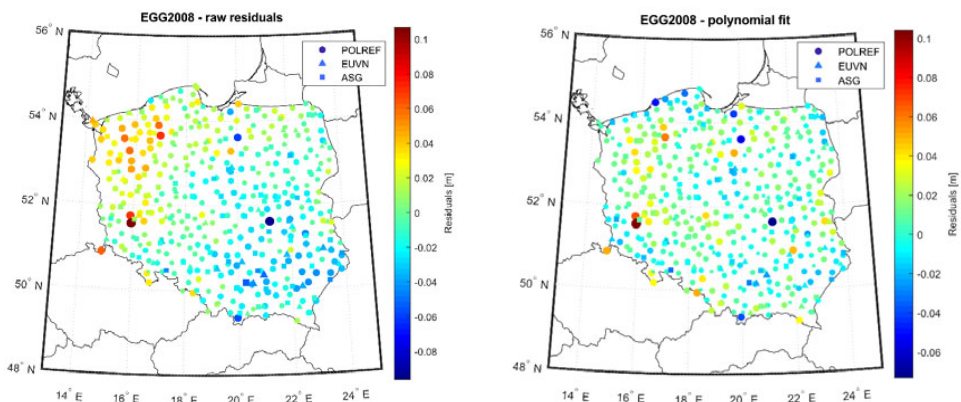 EGG2008 - raw residuals
56° N
54° N
52° N
50° N
48° N
14° E
16° E
18° E
20° E
22° E
24° E
POLREF
EUVN
ASG
0.1
0.08
0.06
0.04
0.02
0
-0.02
-0.04
-0.06
-0.08
Residuals [m]
EGG2008 - polynomial fit
56° N
54° N
52° N
50° N
48° N
14° E
16° E
18° E
20° E
22° E
24° E
POLREF
EUVN
ASG
0.1
0.08
0.06
0.04
0.02
0
-0.02
-0.04
-0.06
Residuals [m]